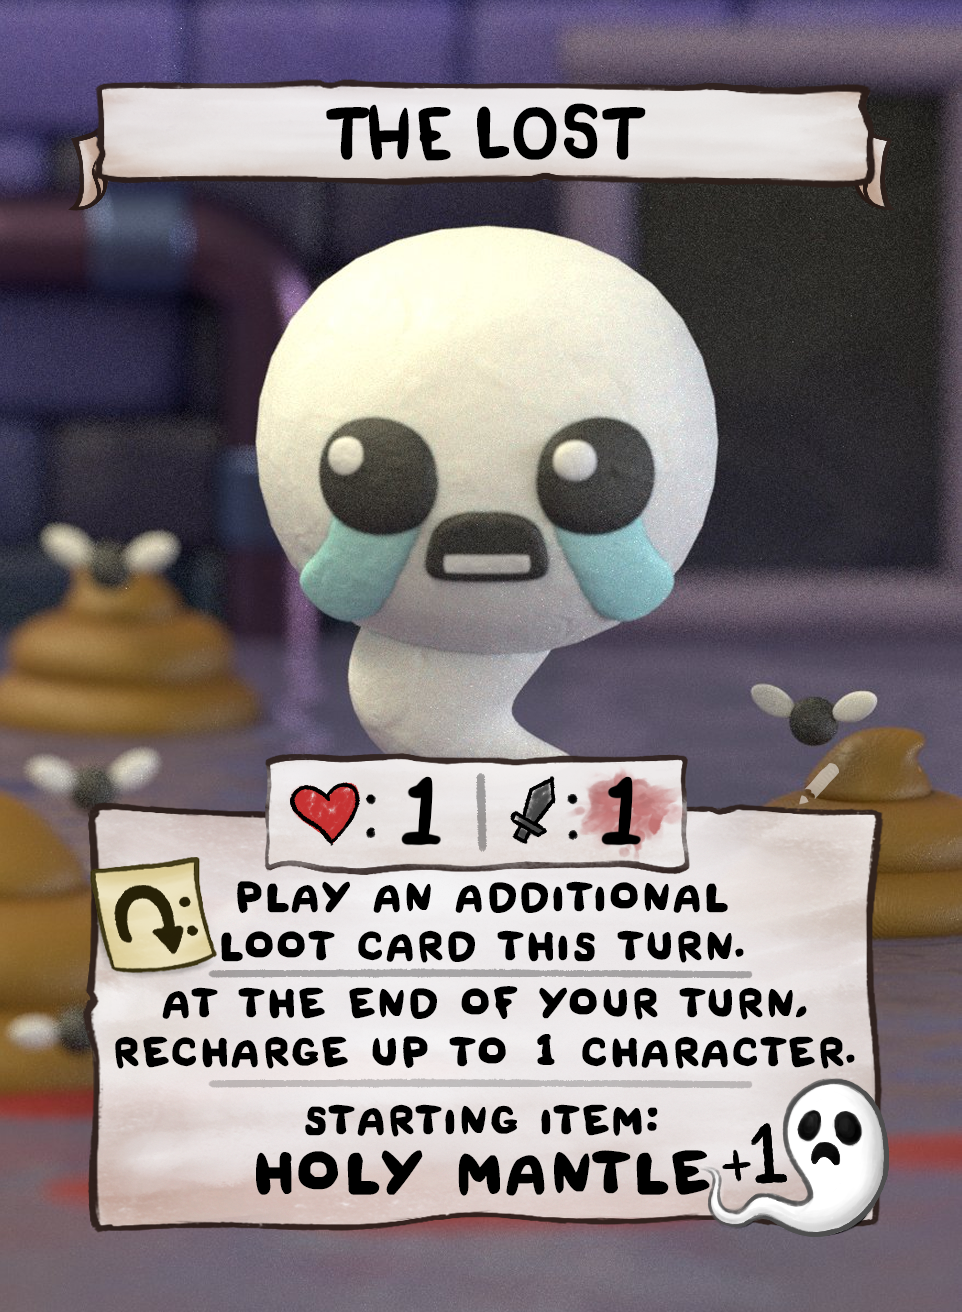 THE LOST
: 1 | : 1
: PLAY AN ADDITIONAL
LOOT CARD THIS TURN.
AT THE END OF YOUR TURN,
RECHARGE UP TO 1 CHARACTER.
STARTING ITEM:
HOLY MANTLE +1